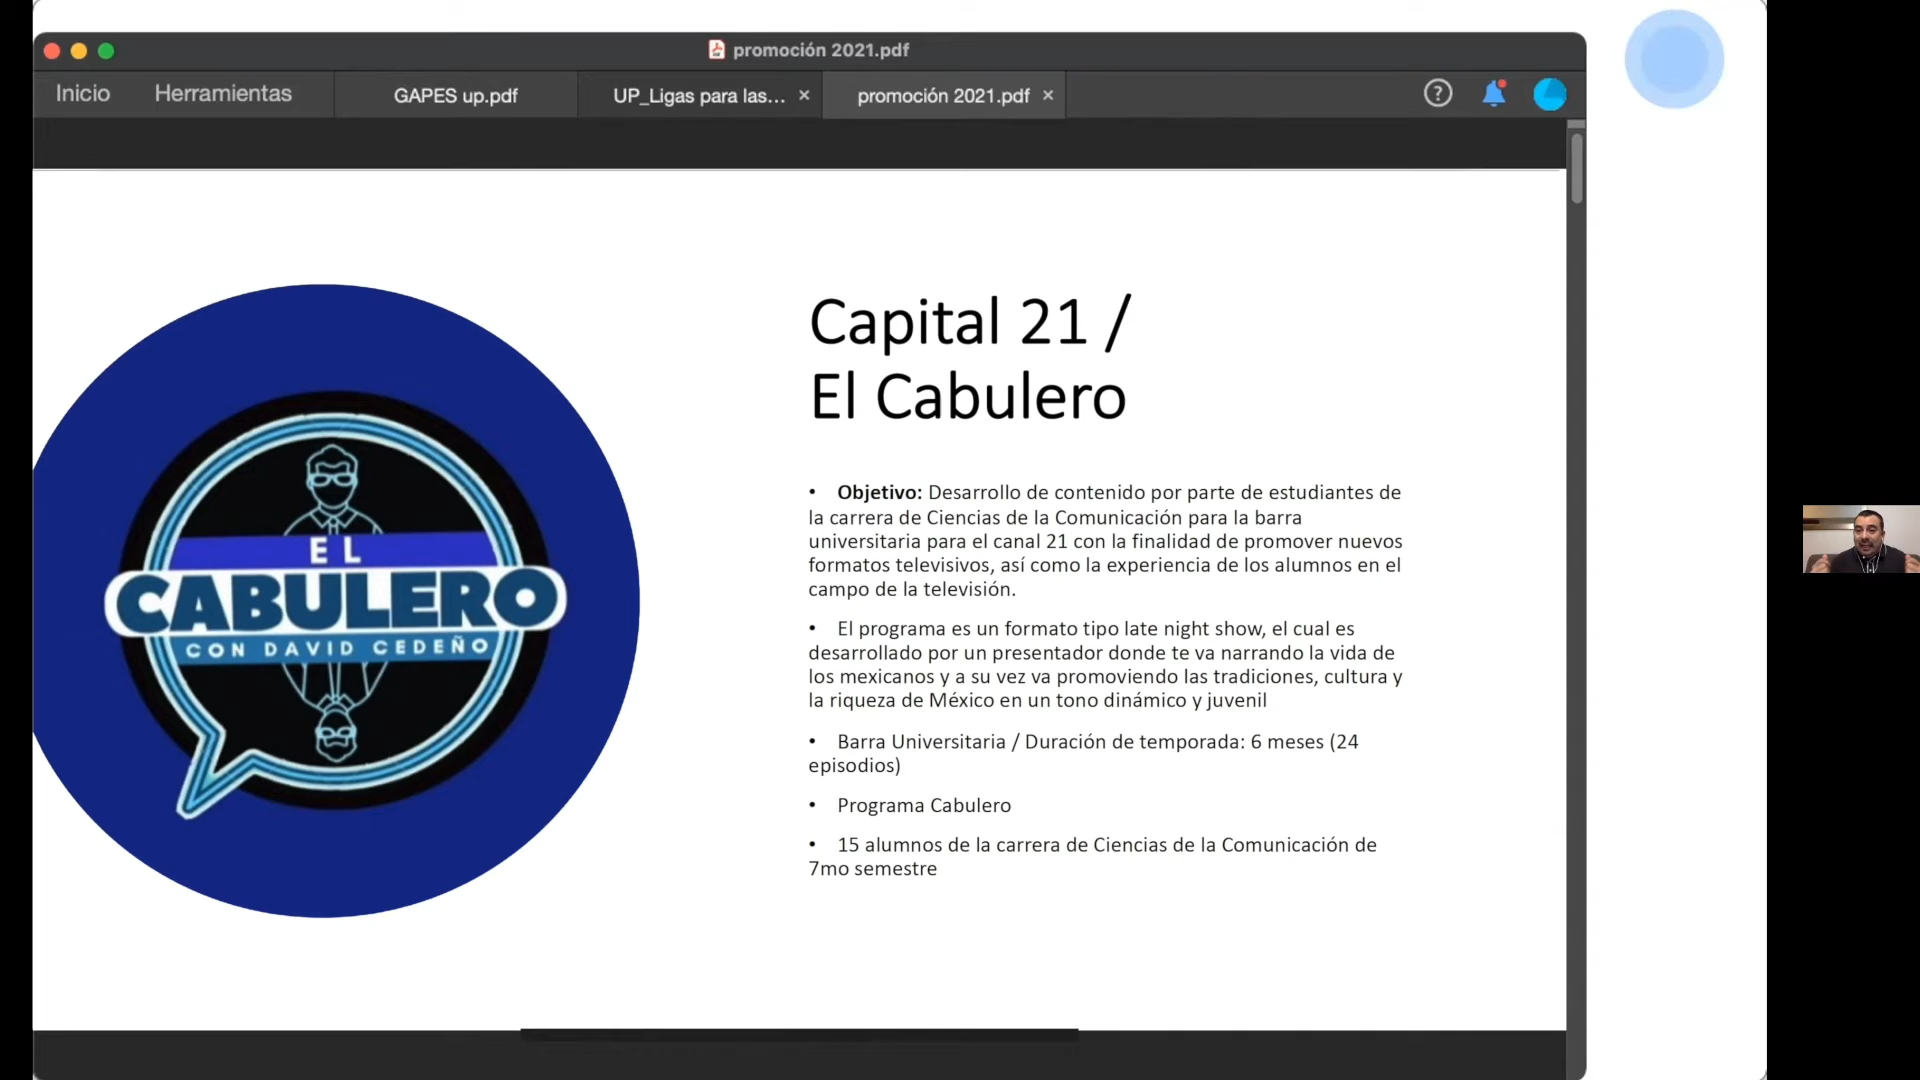 promoción 2021.pdf
Inicio
Herramientas
GAPES up.pdf
UP_Ligas para las...
promoción 2021.pdf
EL
CABULERO
CON DAVID CEDEÑO
Capital 21 /
El Cabulero
• Objetivo: Desarrollo de contenido por parte de estudiantes de
la carrera de Ciencias de la Comunicación para la barra
universitaria para el canal 21 con la finalidad de promover nuevos
formatos televisivos, así como la experiencia de los alumnos en el
campo de la televisión.
• El programa es un formato tipo late night show, el cual es
desarrollado por un presentador donde te va narrando la vida de
los mexicanos y a su vez va promoviendo las tradiciones, cultura y
la riqueza de México en un tono dinámico y juvenil
• Barra Universitaria / Duración de temporada: 6 meses (24
episodios)
• Programa Cabulero
• 15 alumnos de la carrera de Ciencias de la Comunicación de
7mo semestre